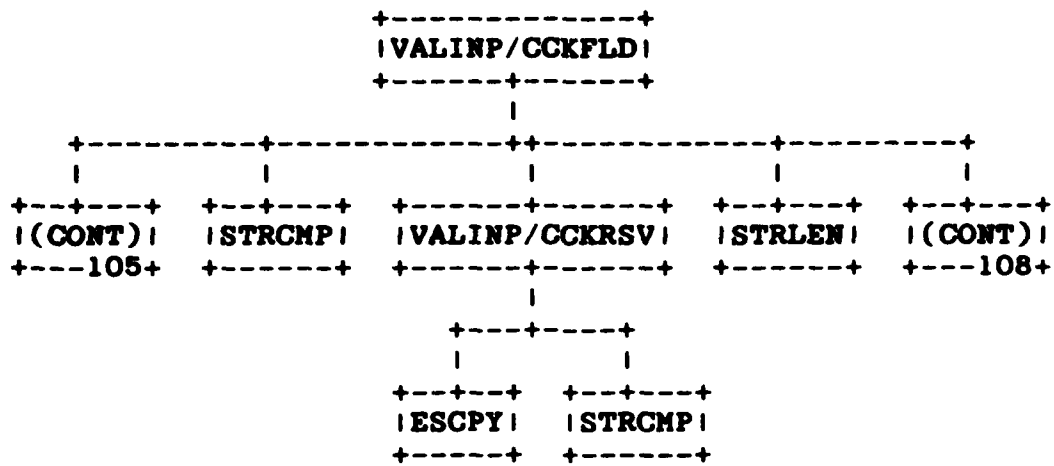 VALINP/CCKFLD
(CONT) STRCMP VALINP/CCKRSV STRLEN (CONT)
105 108
ESCPY STRCMP